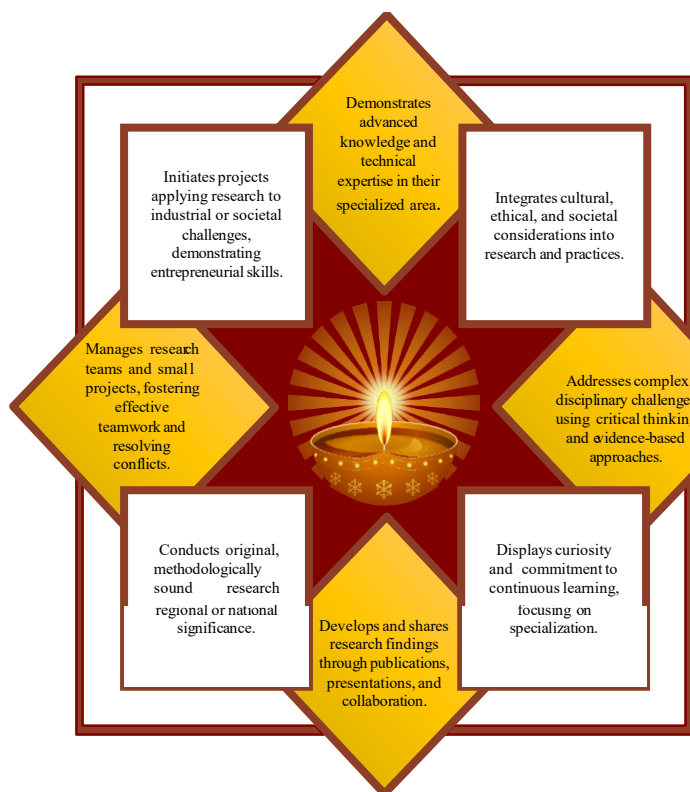 Demonstrates
advanced
knowledge and
technical
expertise in their
specialized area.
Initiates projects
applying research to
industrial or societal
challenges,
demonstrating
entrepreneurial skills.
Integrates cultural,
ethical, and societal
considerations into
research and practices.
Manages research
teams and small
projects, fostering
effective
teamwork and
resolving
conflicts.
Addresses complex
disciplinary challenge
using critical thinkin
and evidence-based
approaches.
Conducts original,
methodologically
sound research
regional or national
significance.
Displays curiosity
and commitment to
continuous learning,
focusing on
specialization.
Develops and shares
research findings
through publications,
presentations, and
collaboration.